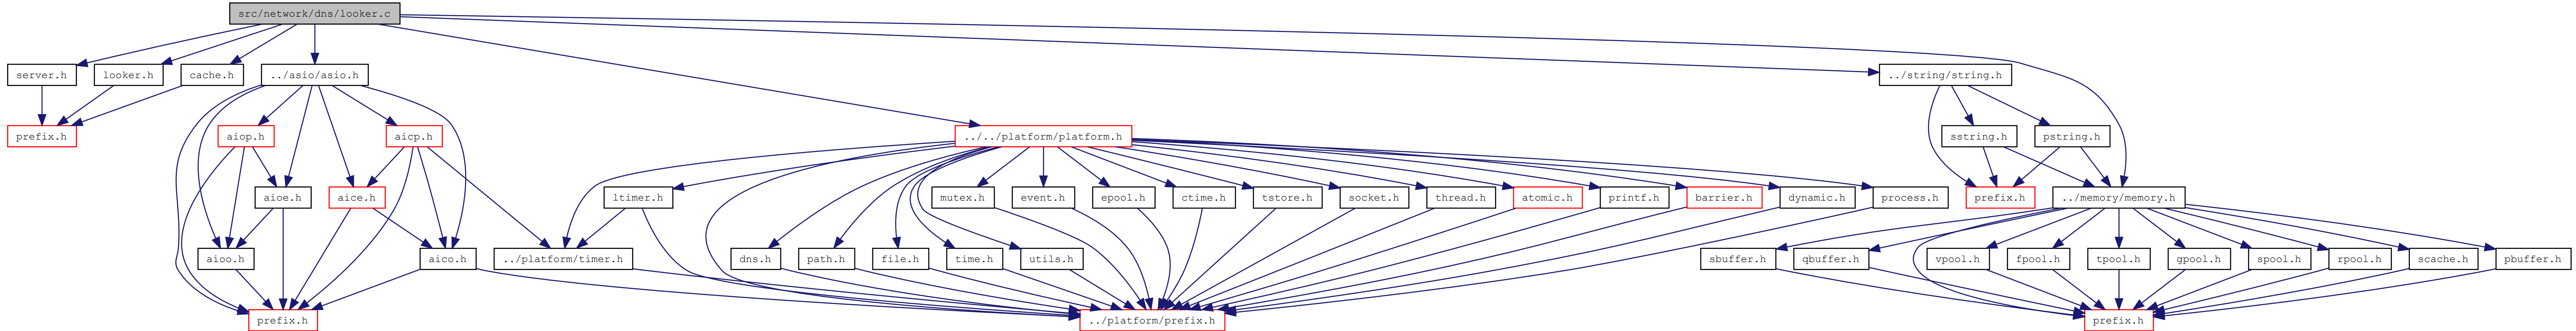 src/network/dns/looker.c
server.h
looker.h
cache.h
../asio/asio.h
../string/string.h
prefix.h
aiop.h
aicp.h
../../platform/platform.h
sstring.h
pstring.h
aioe.h
aice.h
ltimer.h
mutex.h
event.h
epool.h
ctime.h
tstore.h
socket.h
thread.h
atomic.h
printf.h
barrier.h
dynamic.h
process.h
prefix.h
../memory/memory.h
aioo.h
aico.h
../platform/timer.h
dns.h
path.h
file.h
time.h
utils.h
sbuffer.h
qbuffer.h
vpool.h
fpool.h
tpool.h
gpool.h
spool.h
rpool.h
scache.h
pbuffer.h
prefix.h
../platform/prefix.h
prefix.h